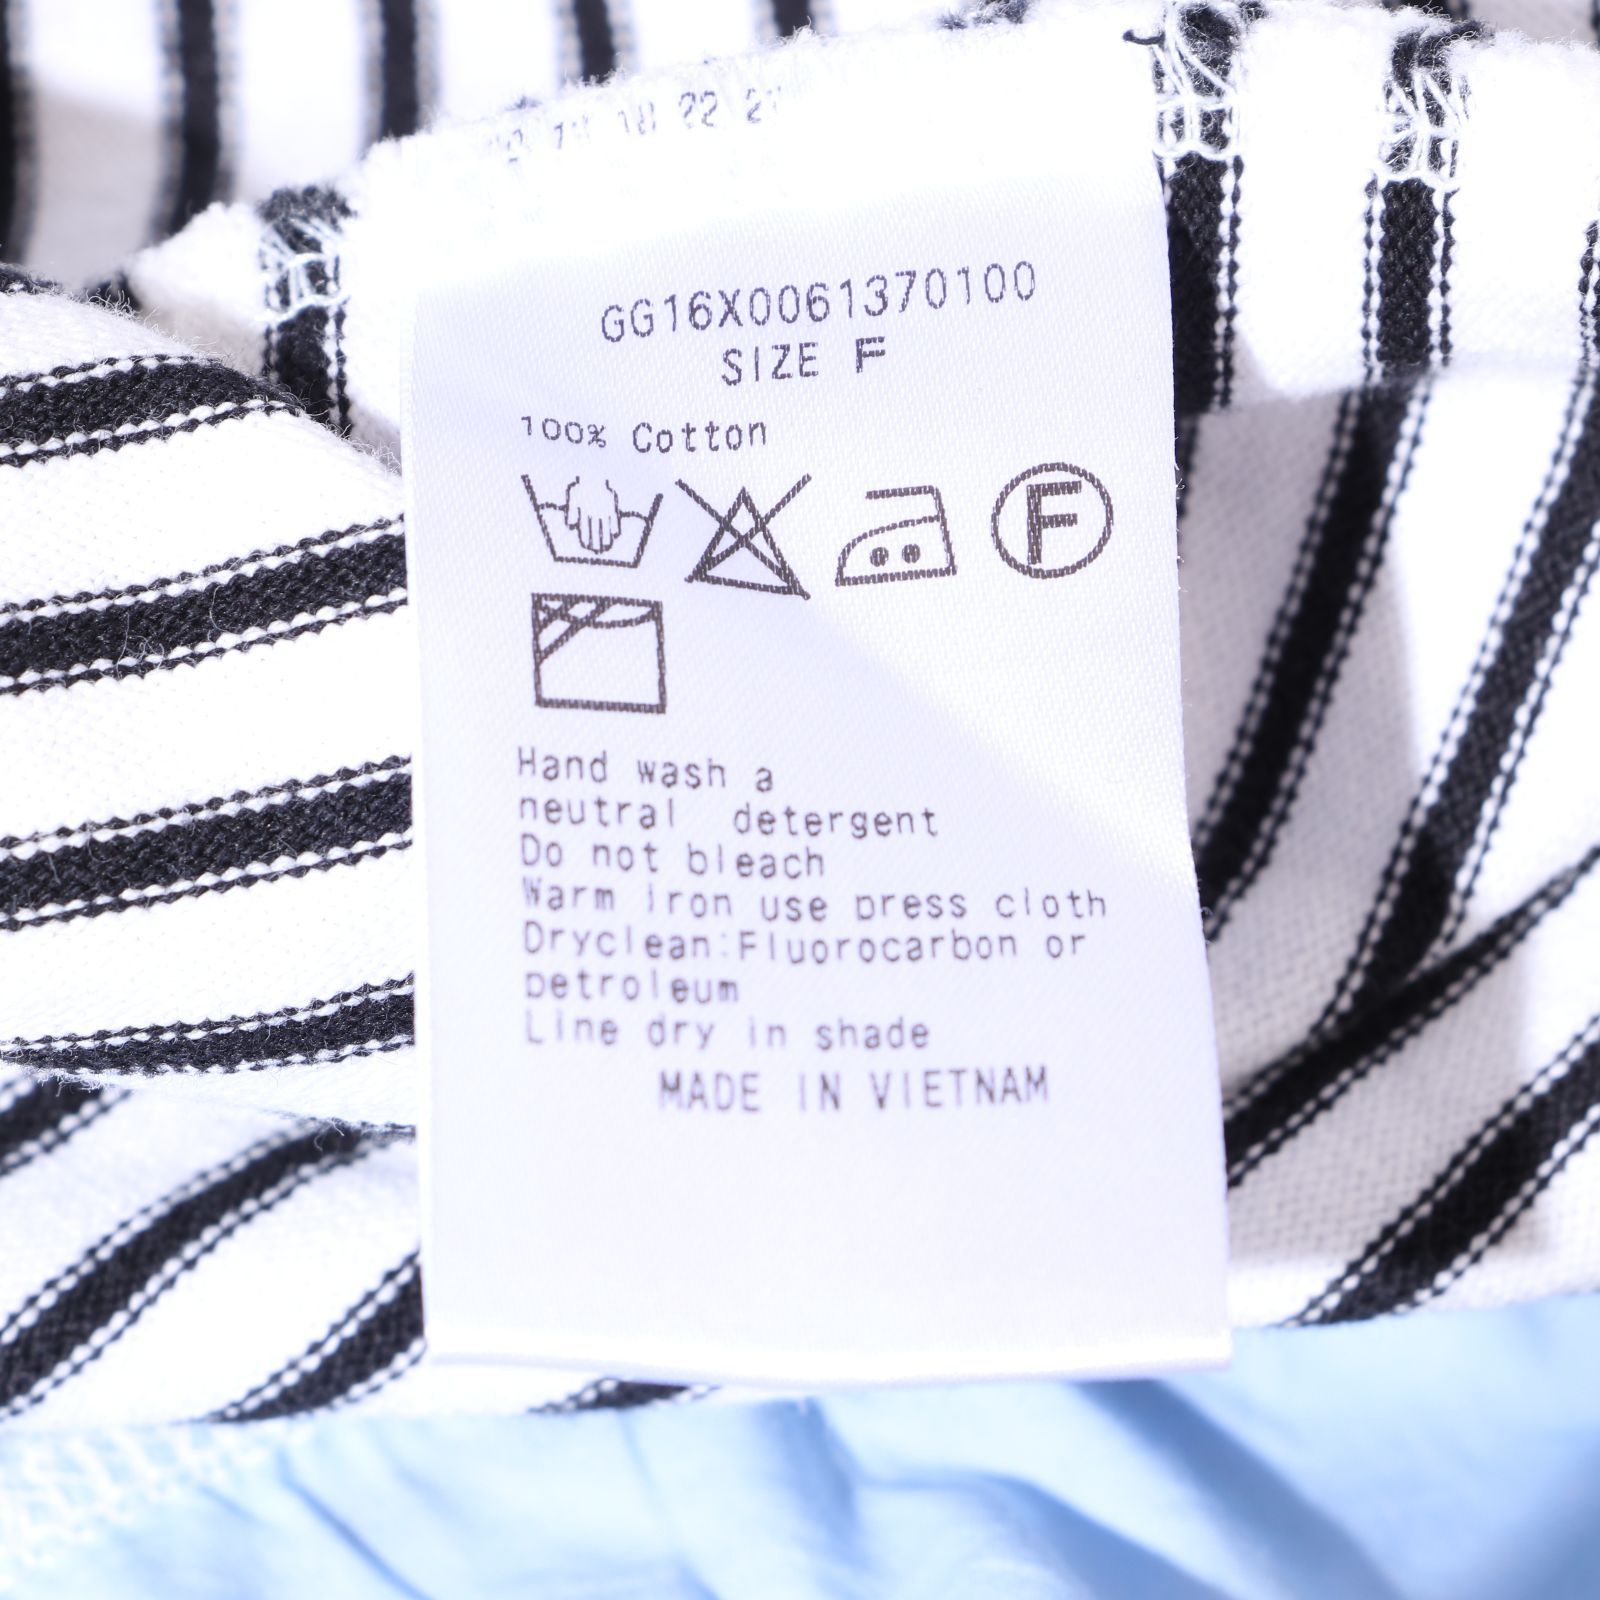 GG16X0061370100
SIZE F
100% Cotton
F
Hand wash a
neutral detergent
Do not bleach
Warm iron use press cloth
Dryclean:Fluorocarbon or
petroleum
Line dry in shade
MADE IN VIETNAM